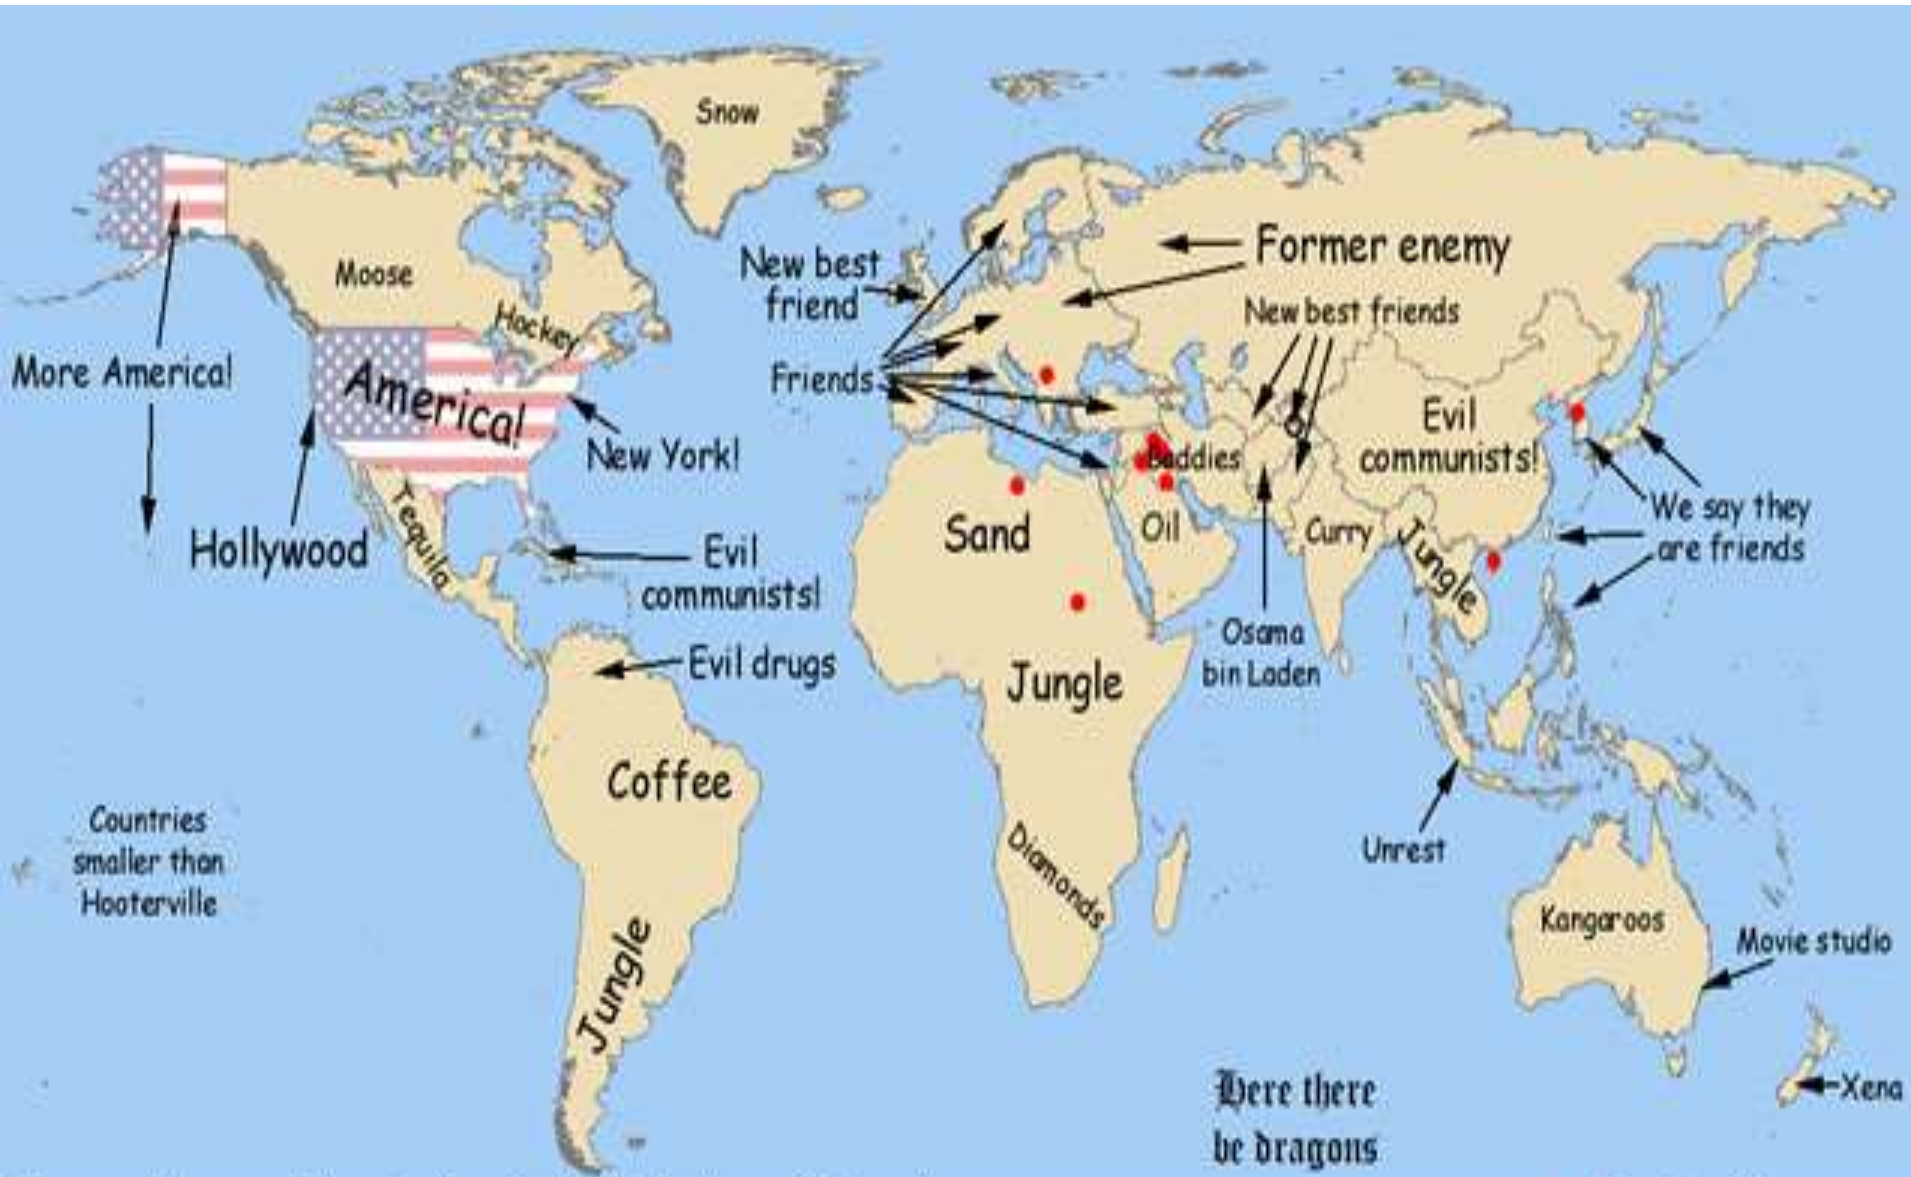 Snow
Moose
Hockey
More America!
America!
New York!
Hollywood
Tequila
Evil
communists!
Evil drugs
Coffee
Jungle
Countries
smaller than
Hooterville
New best
friend
Friends
Former enemy
New best friends
Evil
communists!
Baddies
Sand
Oil
Curry
Jungle
We say they
are friends
Osama
bin Laden
Jungle
Diamonds
Unrest
Kangaroos
Movie studio
Xena
Here there
be dragons